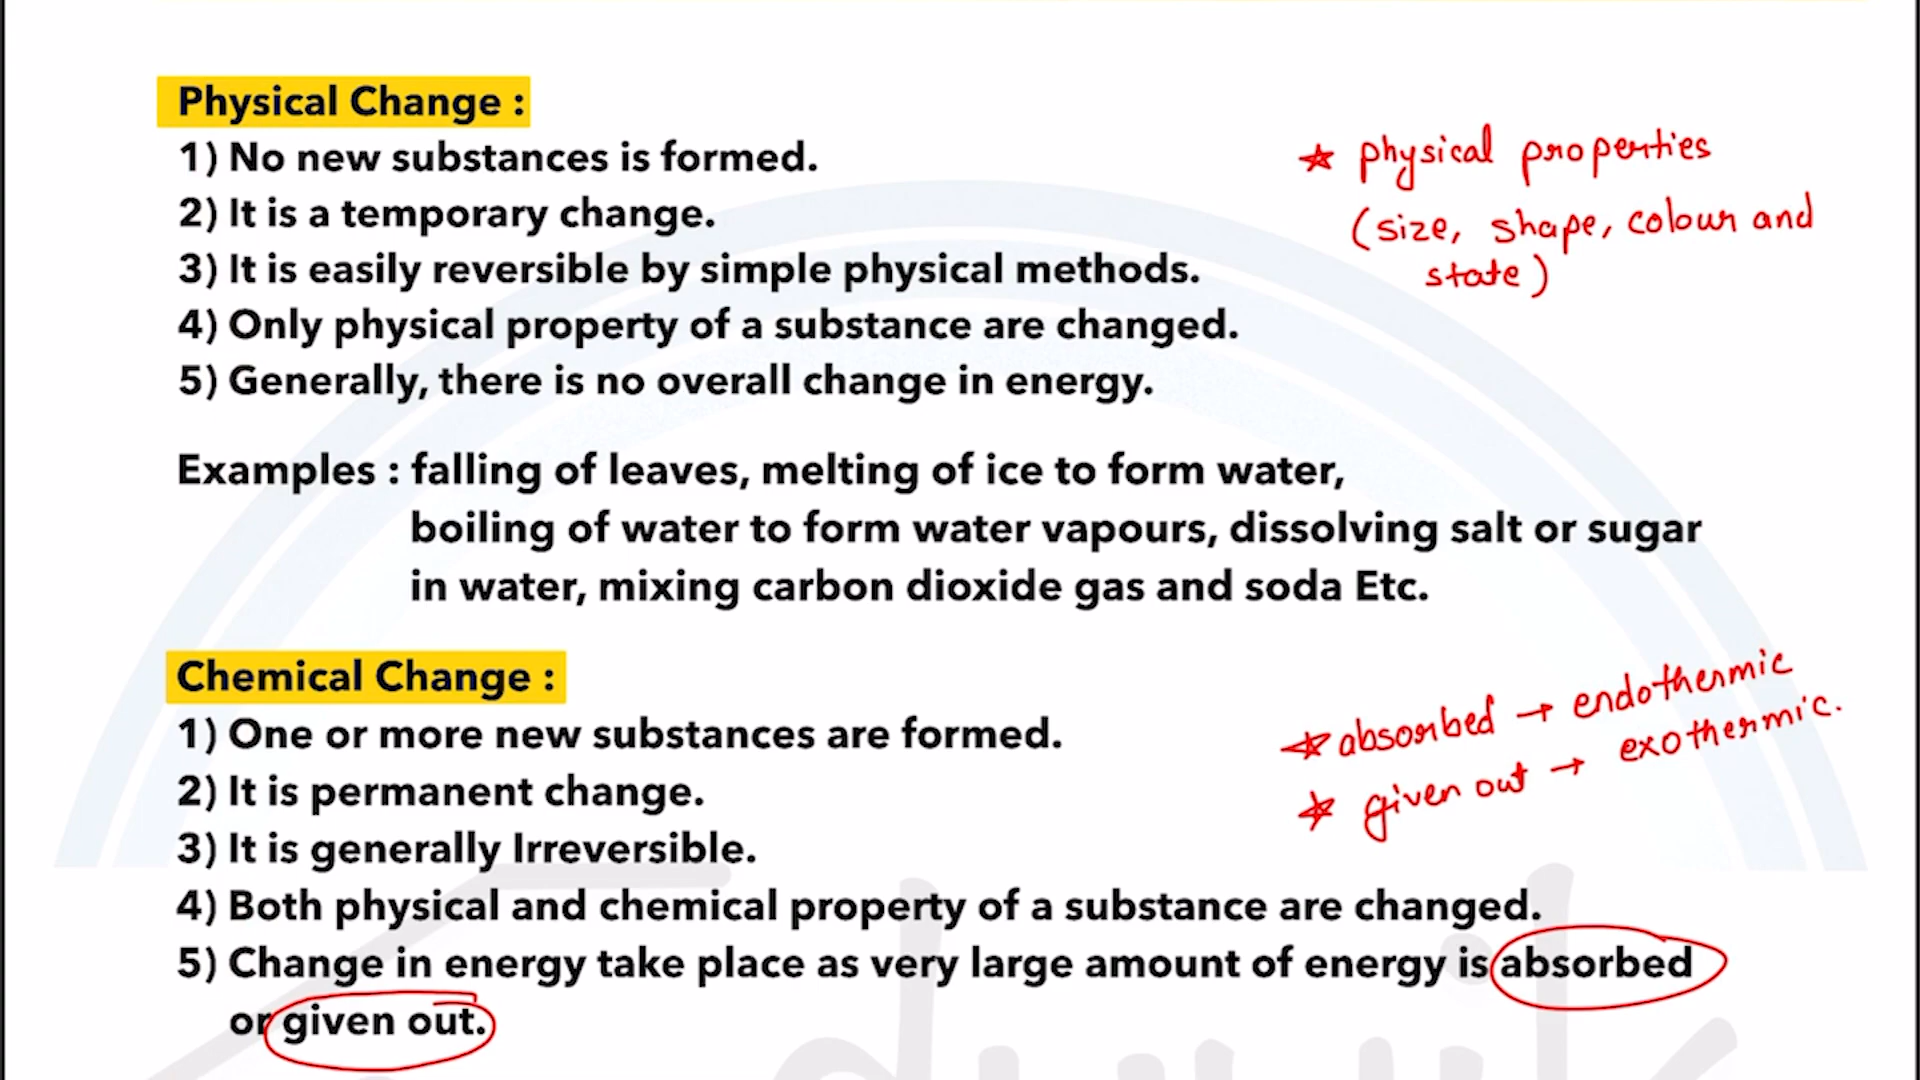 Physical Change :
1) No new substances is formed.
★ physical properties
2) It is a temporary change.
(size, shape, colour and
state)
3) It is easily reversible by simple physical methods.
4) Only physical property of a substance are changed.
5) Generally, there is no overall change in energy.
Examples : falling of leaves, melting of ice to form water,
boiling of water to form water vapours, dissolving salt or sugar
in water, mixing carbon dioxide gas and soda Etc.
Chemical Change :
1) One or more new substances are formed.
★ absorbed → endothermic
★ given out → exothermic.
2) It is permanent change.
3) It is generally Irreversible.
4) Both physical and chemical property of a substance are changed.
5) Change in energy take place as very large amount of energy is absorbed
or given out.